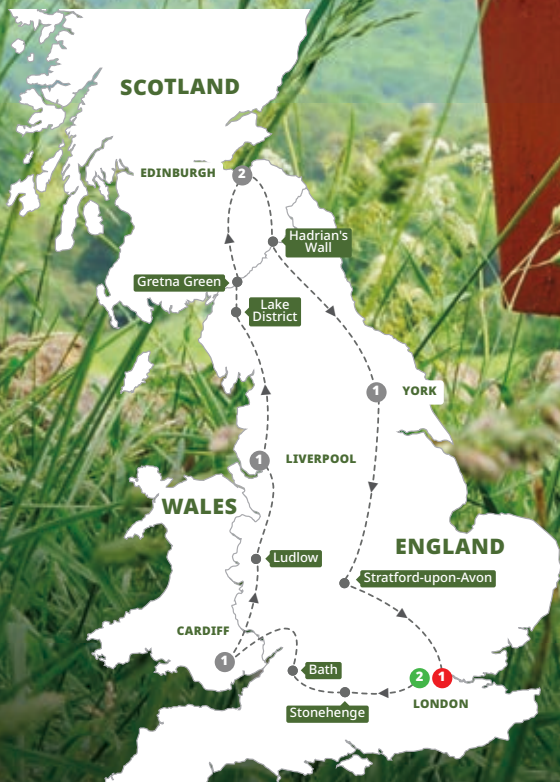 SCOTLAND
EDINBURGH
2
Hadrian's
Wall
Gretna Green
Lake
District
1
YORK
1
LIVERPOOL
WALES
Ludlow
ENGLAND
Stratford-upon-Avon
CARDIFF
1
Bath
2
1
LONDON
Stonehenge